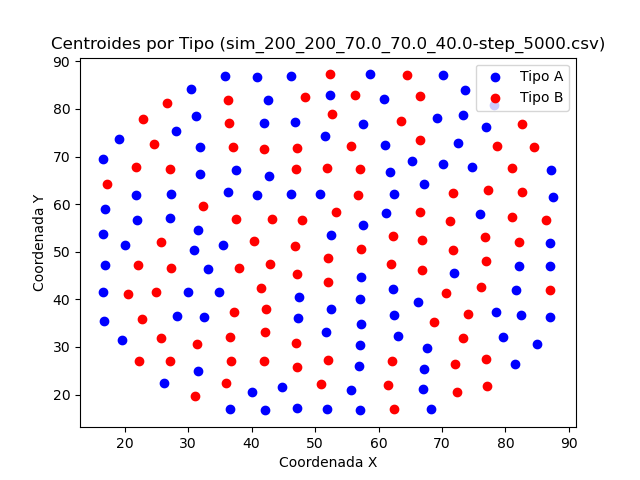 Centroides por Tipo (sim_200_200_70.0_70.0_40.0-step_5000.csv)
90
80
70
60
50
40
30
20
Coordenada Y
Tipo A
Tipo B
20 30 40 50 60 70 80 90
Coordenada X